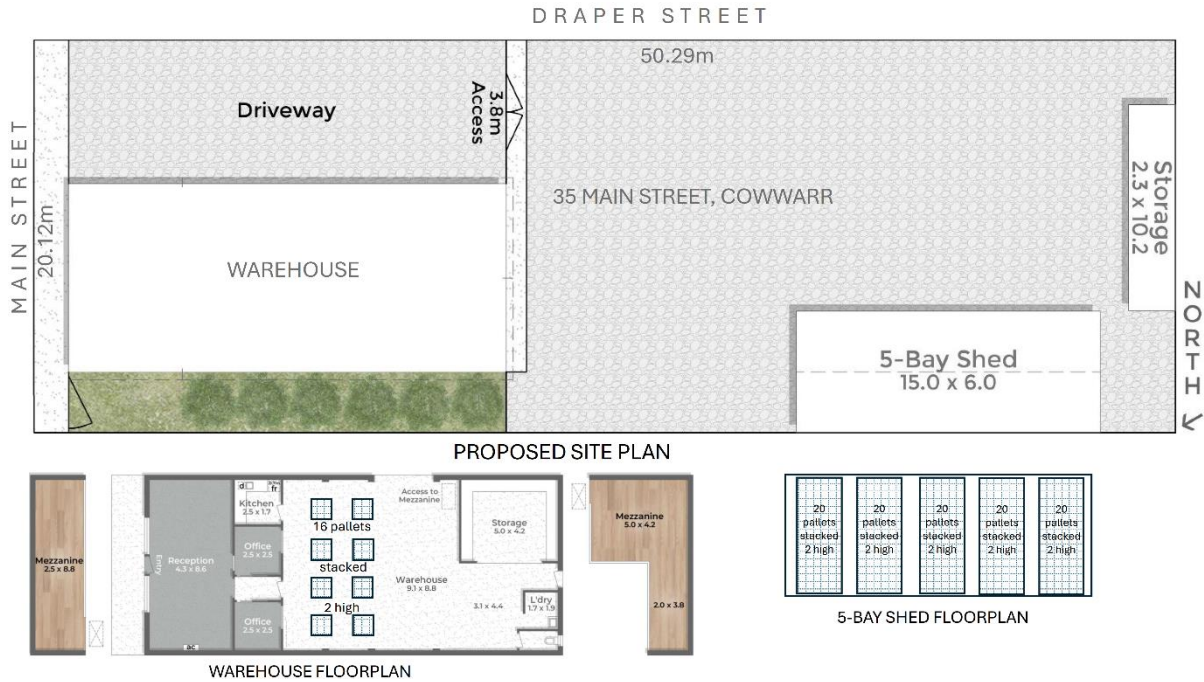 DRAPER STREET
50.29m
MAIN STREET
20.12m
Driveway
3.8m
Access
35 MAIN STREET, COWWARR
WAREHOUSE
Storage
2.3 x 10.2
5-Bay Shed
15.0 x 6.0
NORTH
PROPOSED SITE PLAN
Mezzanine
2.5 x 8.8
Entry
Reception
4.3 x 8.6
ac
d
fr
Kitchen
2.5 x 1.7
Office
2.5 x 2.5
Office
2.5 x 2.5
16 pallets
stacked
2 high
Access to
Mezzanine
Storage
5.0 x 4.2
Warehouse
9.1 x 8.8
3.1 x 4.4
L'dry
1.7 x 1.9
Mezzanine
5.0 x 4.2
2.0 x 3.8
WAREHOUSE FLOORPLAN
20
pallets
stacked
2 high
20
pallets
stacked
2 high
20
pallets
stacked
2 high
20
pallets
stacked
2 high
20
pallets
stacked
2 high
5-BAY SHED FLOORPLAN